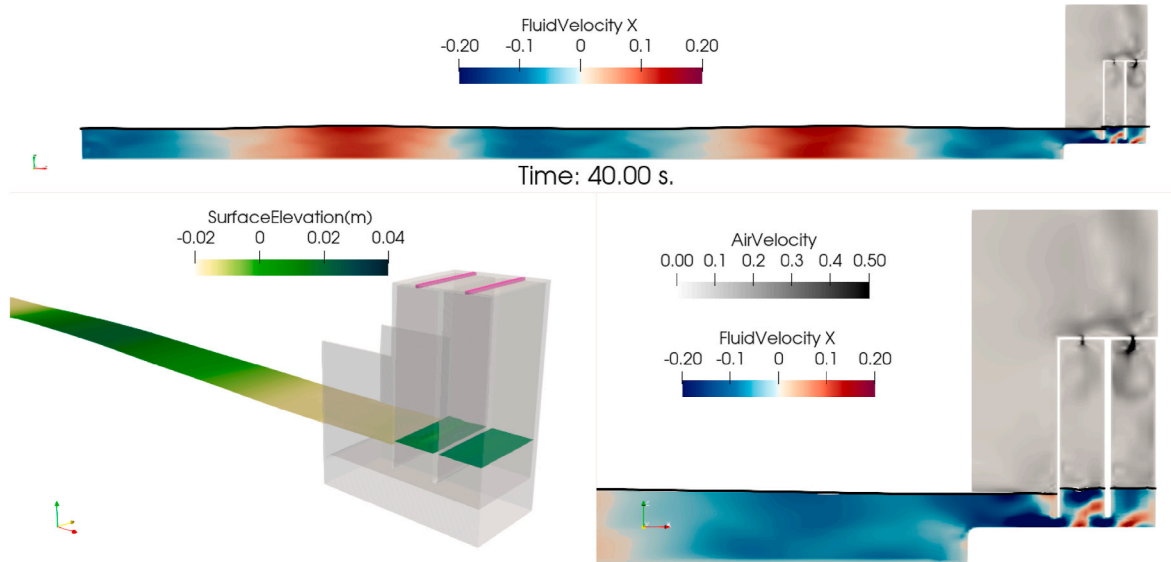 FluidVelocity X
-0.20 -0.1 0 0.1 0.20
Time: 40.00 s.
SurfaceElevation(m)
-0.02 0 0.02 0.04
AirVelocity
0.00 0.1 0.2 0.3 0.50
FluidVelocity X
-0.20 -0.1 0 0.1 0.20